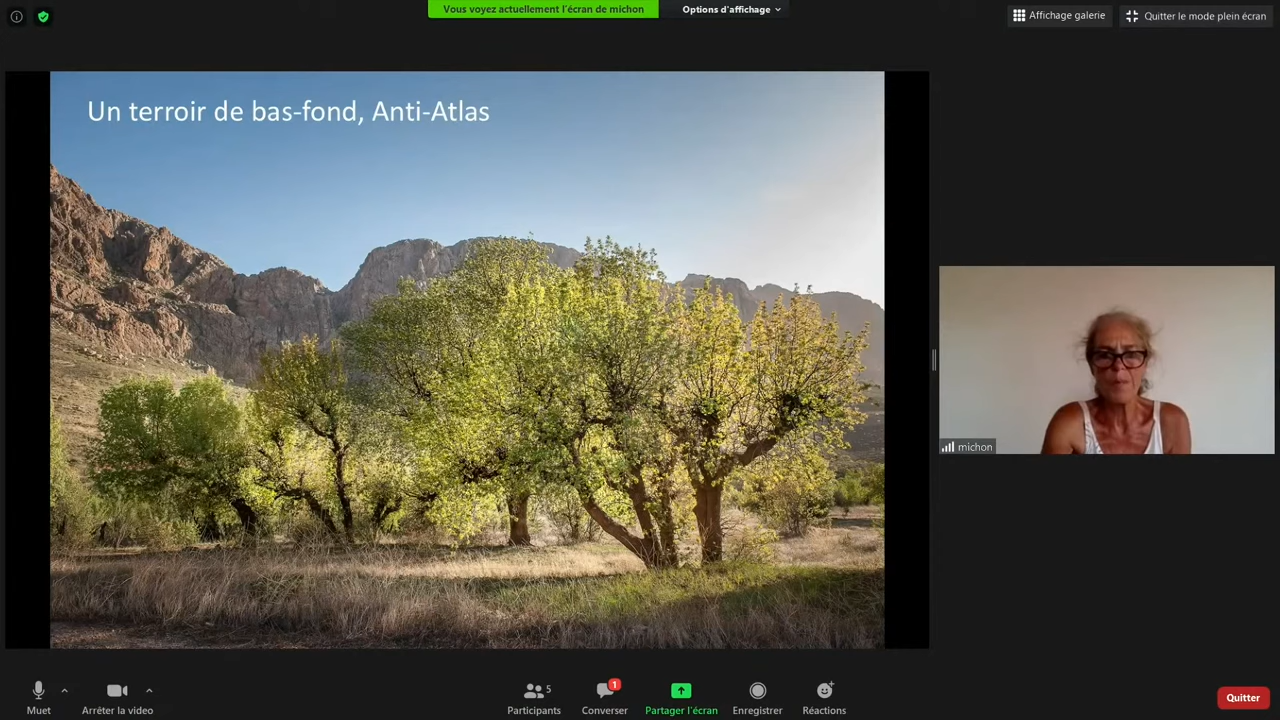 Vous voyez actuellement l'écran de michon
Options d'affichage
Affichage galerie
Quitter le mode plein écran
Un terroir de bas-fond, Anti-Atlas
michon
Muet
Arrêter la video
5
Participants
1
Converser
Partager l'écran
Enregistrer
Réactions
Quitter